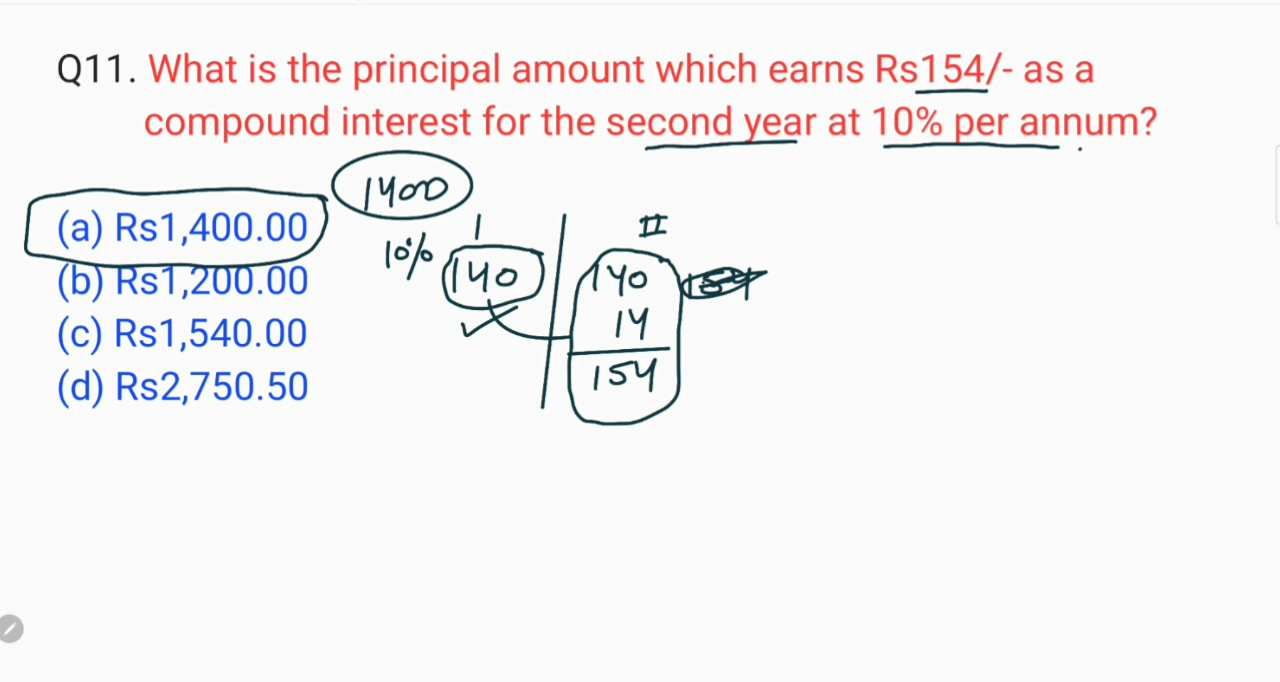 Q11. What is the principal amount which earns Rs154/- as a
compound interest for the second year at 10% per annum?
1400
(a) Rs1,400.00
(b) Rs1,200.00
(c) Rs1,540.00
(d) Rs2,750.50
I
10% 140
II
140
14
154